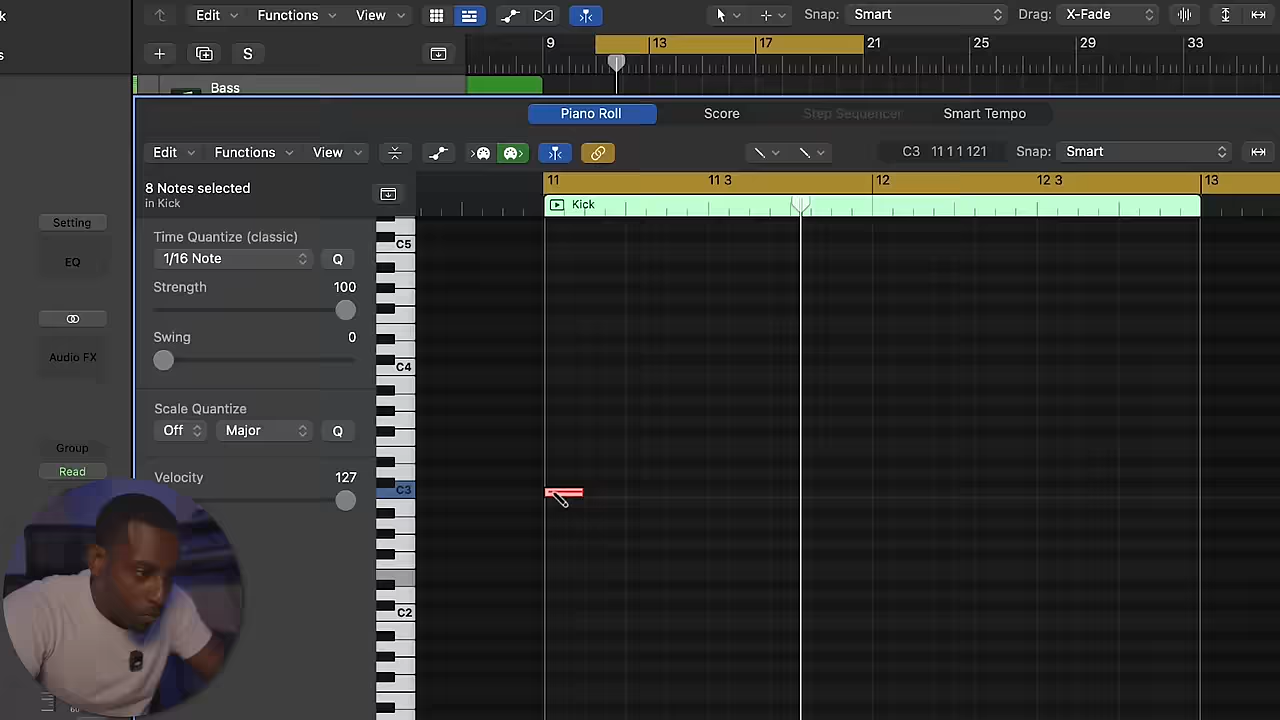 Edit Functions View Snap: Smart Drag: X-Fade
S 9 13 17 21 25 29 33
Bass
Piano Roll Score Step Sequencer Smart Tempo
Edit Functions View C3 11 1 1 121 Snap: Smart
8 Notes selected
in Kick
11 11 3 12 12 3 13
Kick
Setting
EQ
Audio FX
Group
Read
Time Quantize (classic)
1/16 Note Q
Strength 100
Swing 0
Scale Quantize
Off Major Q
Velocity 127
C5
C4
C3
C2